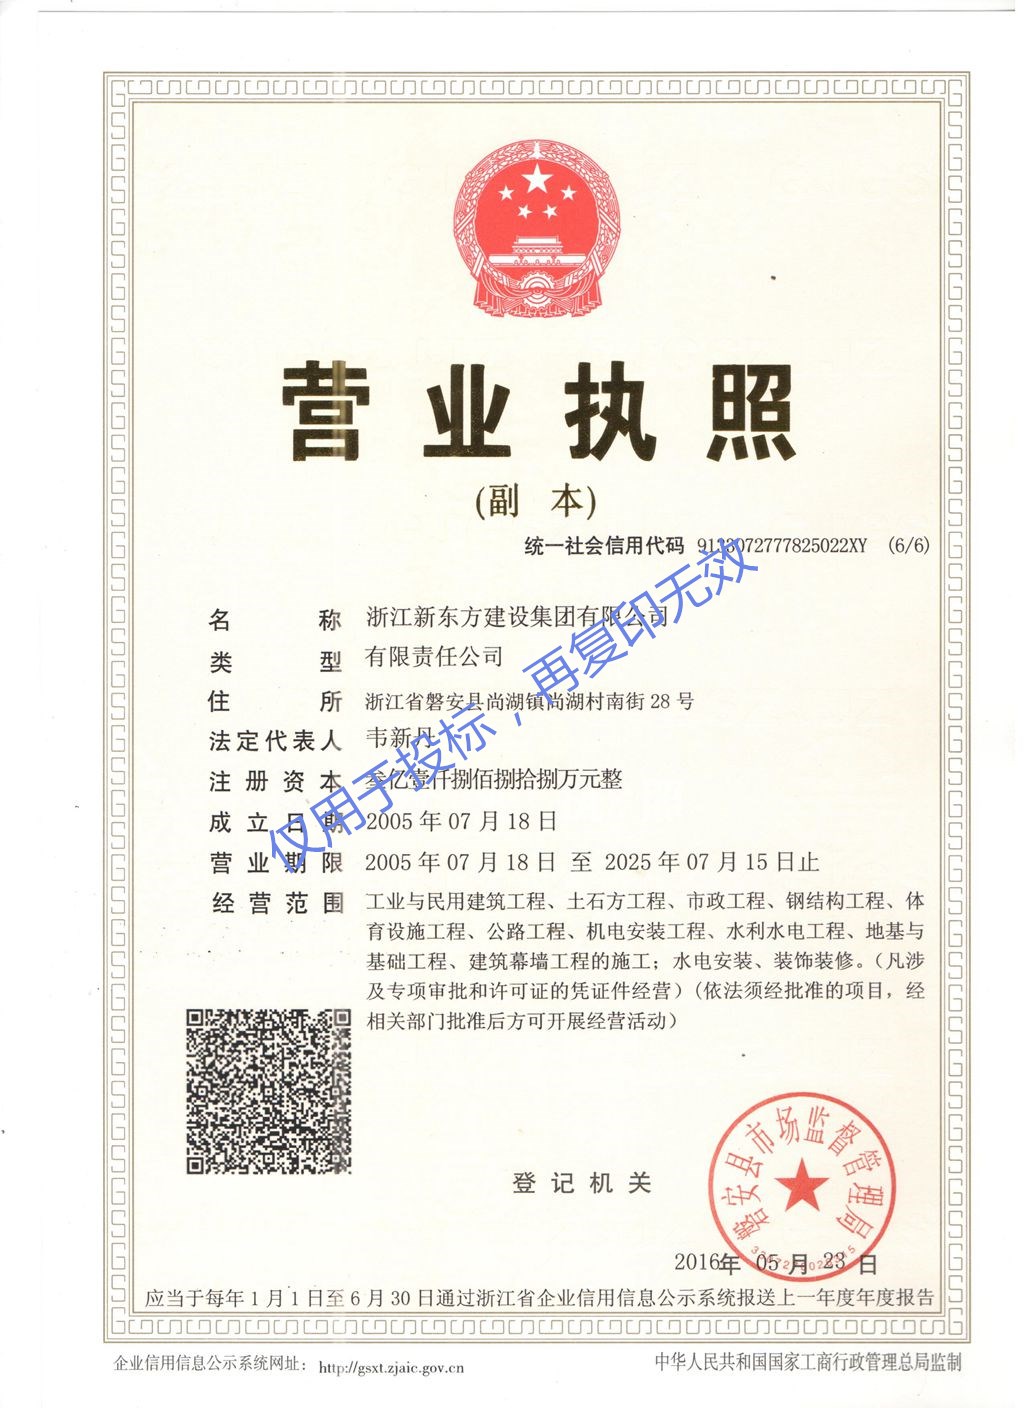 营业执照
(副 本)
统一社会信用代码 9133072777825022XY (6/6)
名称 浙江新东方建设集团有限公司
类型 有限责任公司
住所 浙江省磐安县尚湖镇尚湖村南街 28 号
法定代表人 韦新丹
注册资本 叁亿壹仟捌佰捌拾捌万元整
成立日期 2005 年 07 月 18 日
营业期限 2005 年 07 月 18 日 至 2025 年 07 月 15 日止
经营范围 工业与民用建筑工程、土石方工程、市政工程、钢结构工程、体
育设施工程、公路工程、机电安装工程、水利水电工程、地基与
基础工程、建筑幕墙工程的施工；水电安装、装饰装修。（凡涉
及专项审批和许可证的凭证件经营）（依法须经批准的项目，经
相关部门批准后方可开展经营活动）
仅用于投标，再复印无效
登记机关
磐安县市场监督管理局
2016年 05 月 23 日
应当于每年 1 月 1 日至 6 月 30 日通过浙江省企业信用信息公示系统报送上一年度年度报告
企业信用信息公示系统网址： http://gsxt.zjaic.gov.cn
中华人民共和国国家工商行政管理总局监制